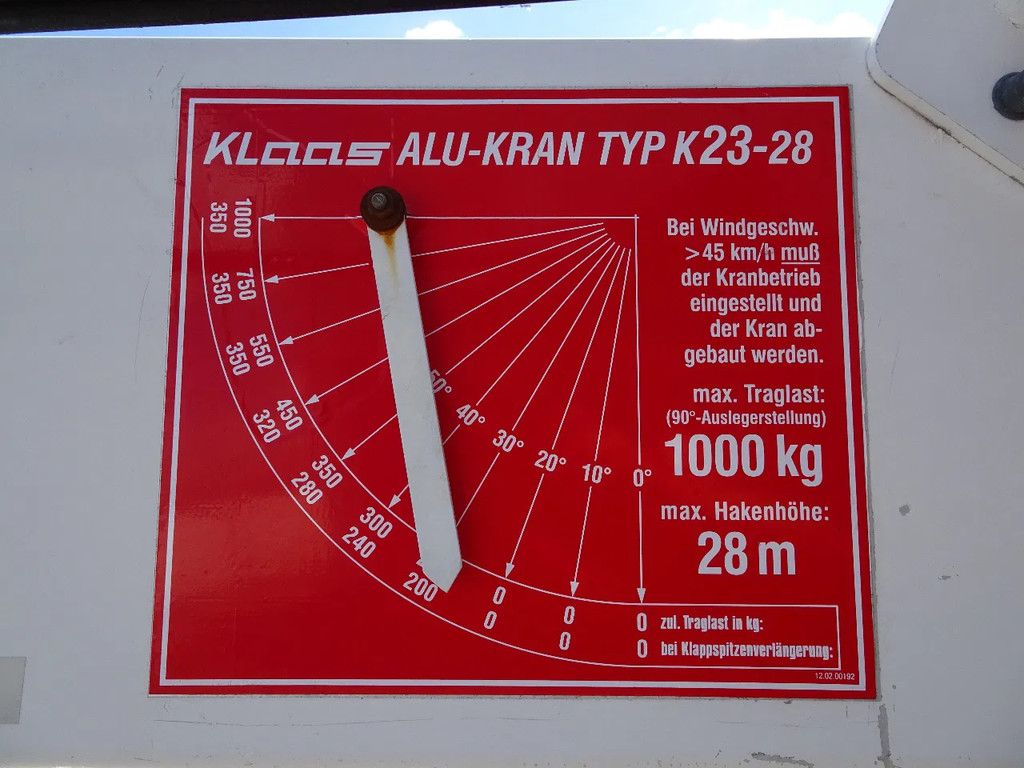 KLaas ALU-KRAN TYP K23-28
Bei Windgeschw.
>45 km/h muß
der Kranbetrieb
eingestellt und
der Kran ab-
gebaut werden.
max. Traglast:
(90°-Auslegerstellung)
1000 kg
max. Hakenhöhe:
28 m
1000
350
750
350
550
350
450
320
350
280
300
240
200
0
0
0
0
0 zul. Traglast in kg:
0 bei Klappspitzenverlängerung:
50°
40°
30°
20°
10°
0°
12.02.00192